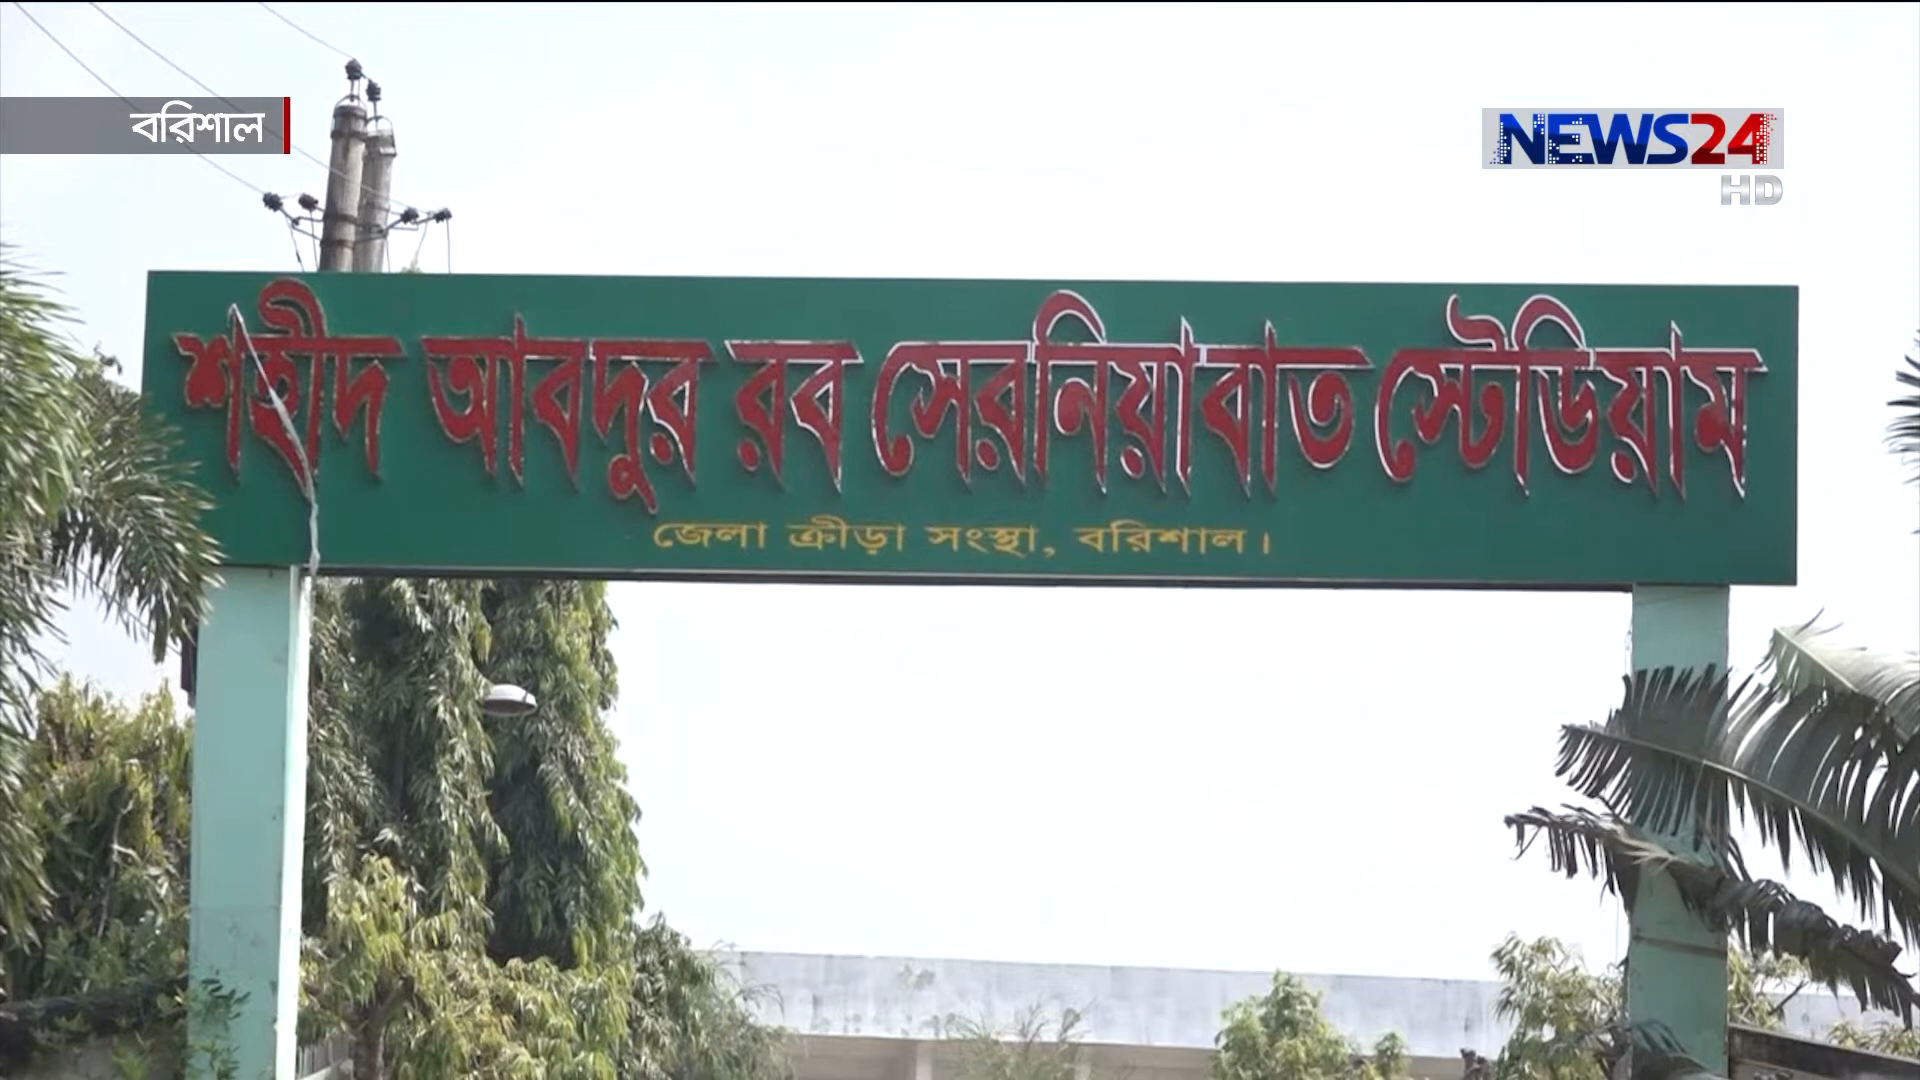 বরিশাল
NEWS24
HD
শহীদ আবদুর রব সেরনিয়াবাত স্টেডিয়াম
জেলা ক্রীড়া সংস্থা, বরিশাল।